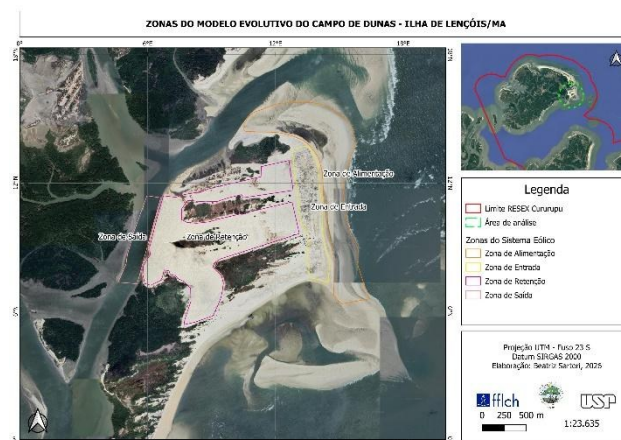 ZONAS DO MODELO EVOLUTIVO DO CAMPO DE DUNAS - ILHA DE LENÇÓIS/MA
Zona de Alimentação
Zona de Entrada
Zona de Saída
Zona de Retenção
Legenda
Limite RESEX Cururupu
Área de análise
Zonas do Sistema Eólico
Zona de Alimentação
Zona de Entrada
Zona de Retenção
Zona de Saída
Projeção UTM - Fuso 23 S
Datum SIRGAS 2000
Elaboração: Beatriz Sartori, 2026
fflch
USP
0 250 500 m
1:23.635